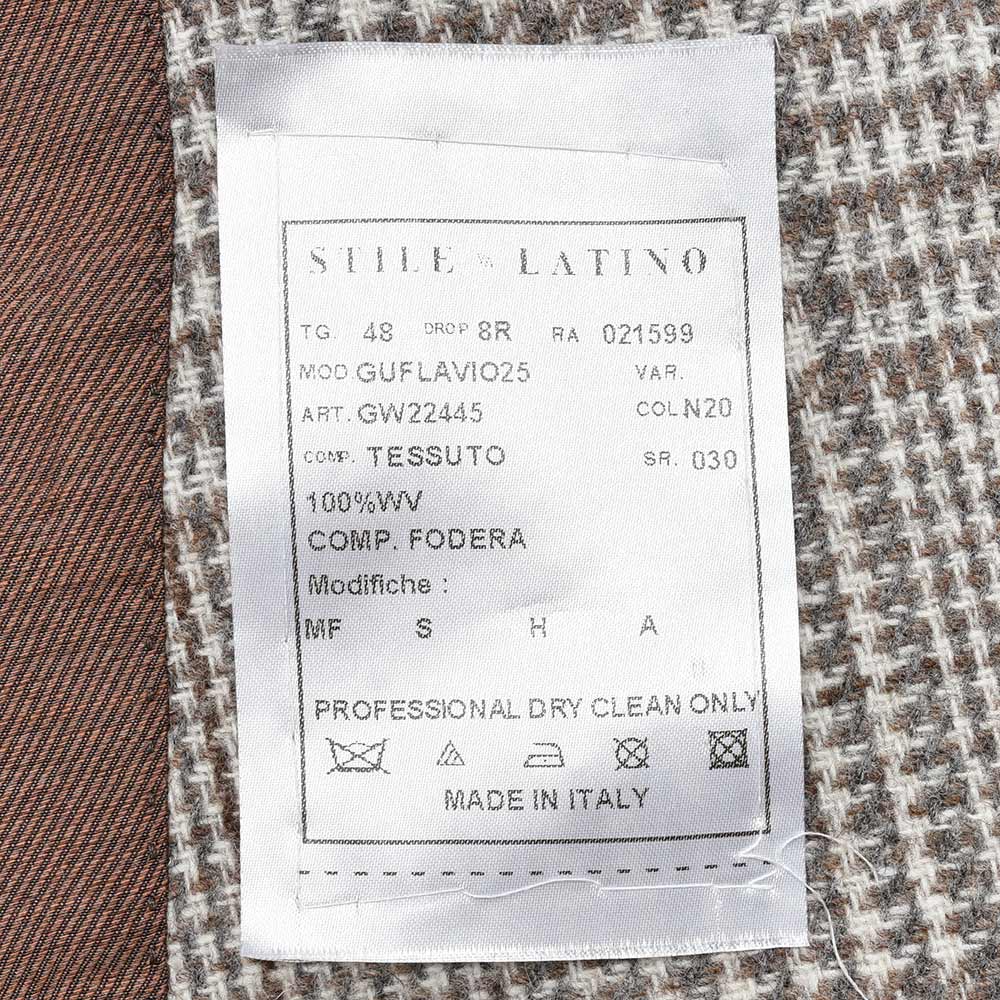 STILE LATINO
TG. 48 DROP 8R RA 021599
MOD GUFLAVIO25 VAR.
ART. GW22445 COL N20
COMP. TESSUTO SR. 030
100%WV
COMP. FODERA
Modifiche :
MF S H A
PROFESSIONAL DRY CLEAN ONLY
MADE IN ITALY